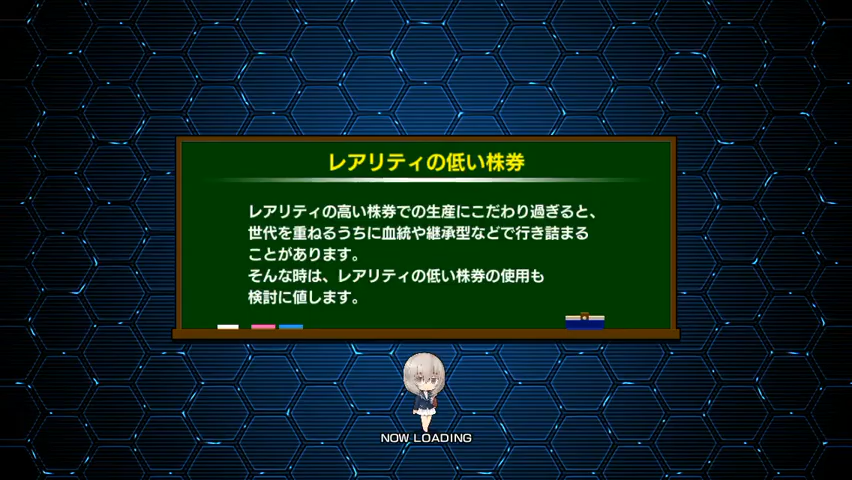 レアリティの低い株券
レアリティの高い株券での生産にこだわり過ぎると、
世代を重ねるうちに血統や継承型などで行き詰まる
ことがあります。
そんな時は、レアリティの低い株券の使用も
検討に値します。
NOW LOADING